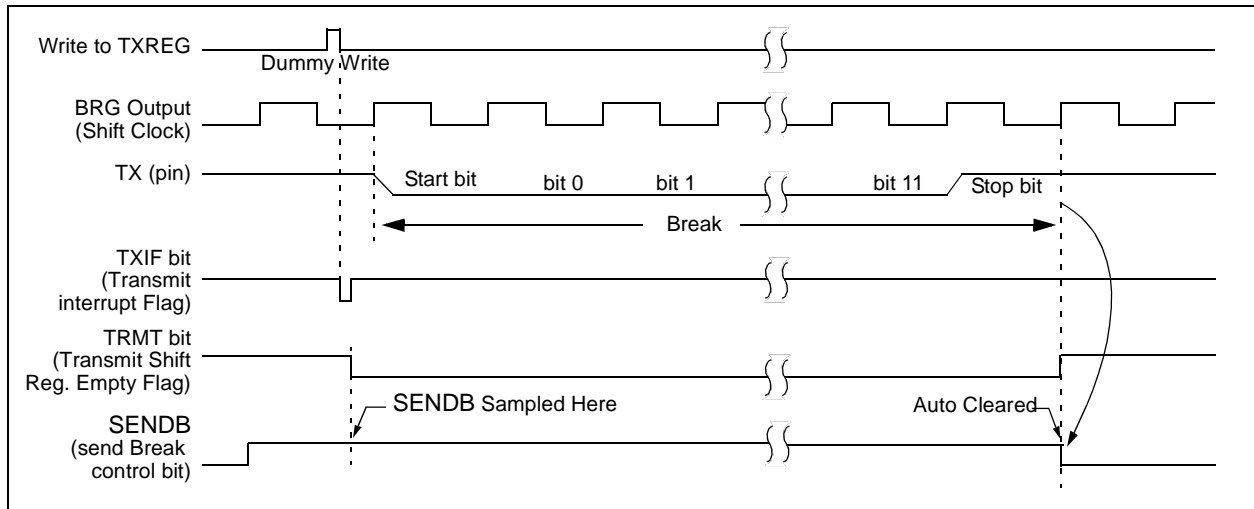 Write to TXREG
Dummy Write
BRG Output
(Shift Clock)
TX (pin)
Start bit
bit 0
bit 1
bit 11
Stop bit
Break
TXIF bit
(Transmit
interrupt Flag)
TRMT bit
(Transmit Shift
Reg. Empty Flag)
SENDB Sampled Here
Auto Cleared
SENDB
(send Break
control bit)